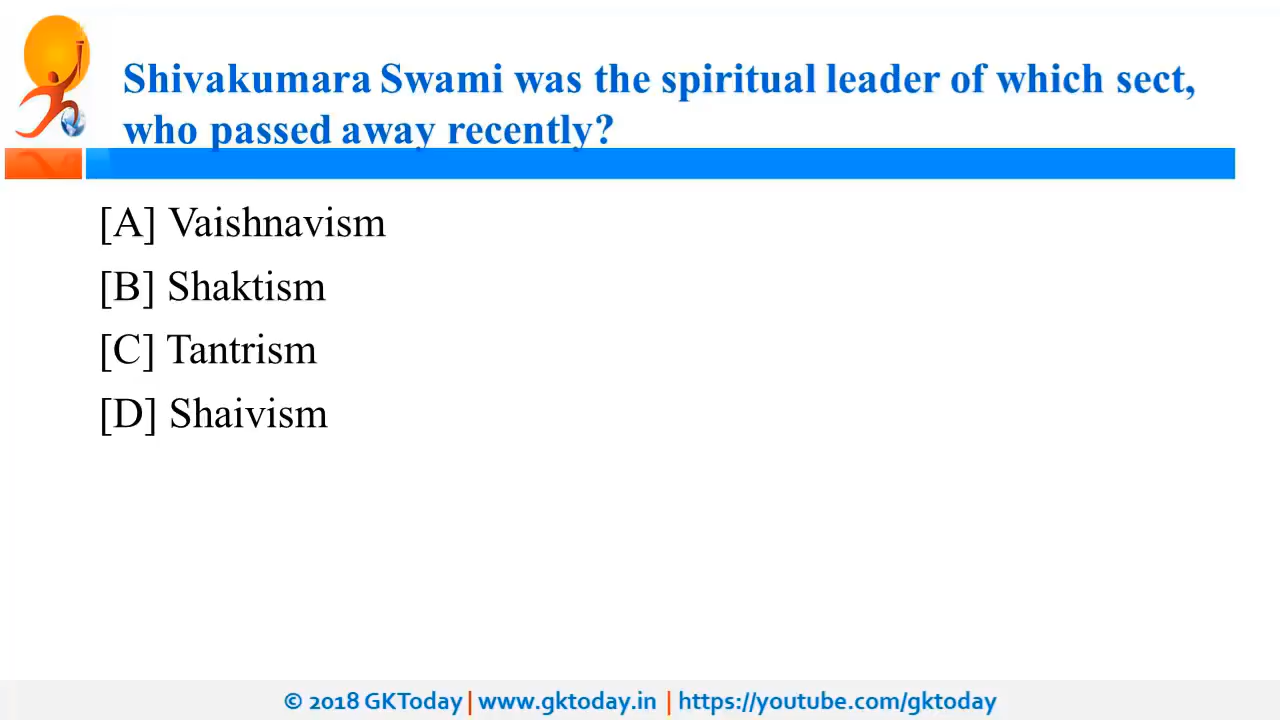 Shivakumara Swami was the spiritual leader of which sect,
who passed away recently?
[A] Vaishnavism
[B] Shaktism
[C] Tantrism
[D] Shaivism
© 2018 GKToday | www.gktoday.in | https://youtube.com/gktoday